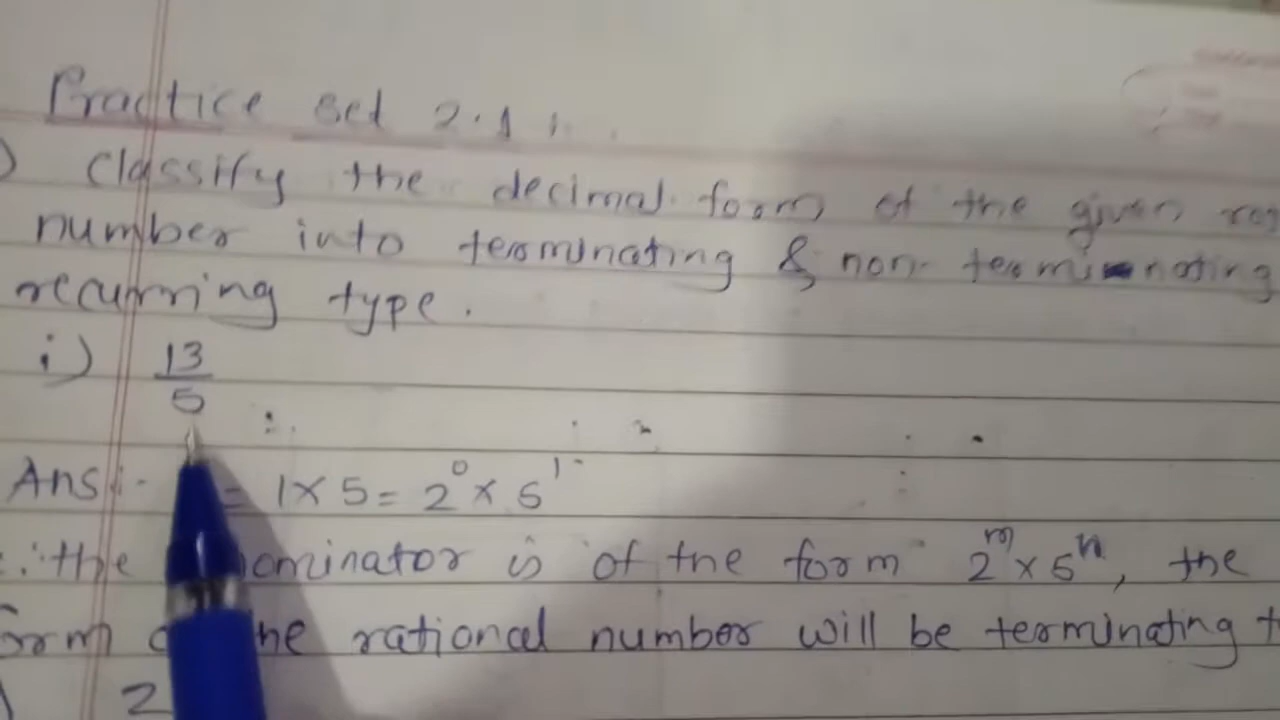 Practice set 2.1
) Classify the decimal form of the given
number into terminating & non-terminating
recurring type.
i) 13/5
Ans:- = 1 × 5 = 2⁰ × 5¹
∴ the is of the form 2ᵐ × 5ⁿ, the
the rational number will be terminating
) 2